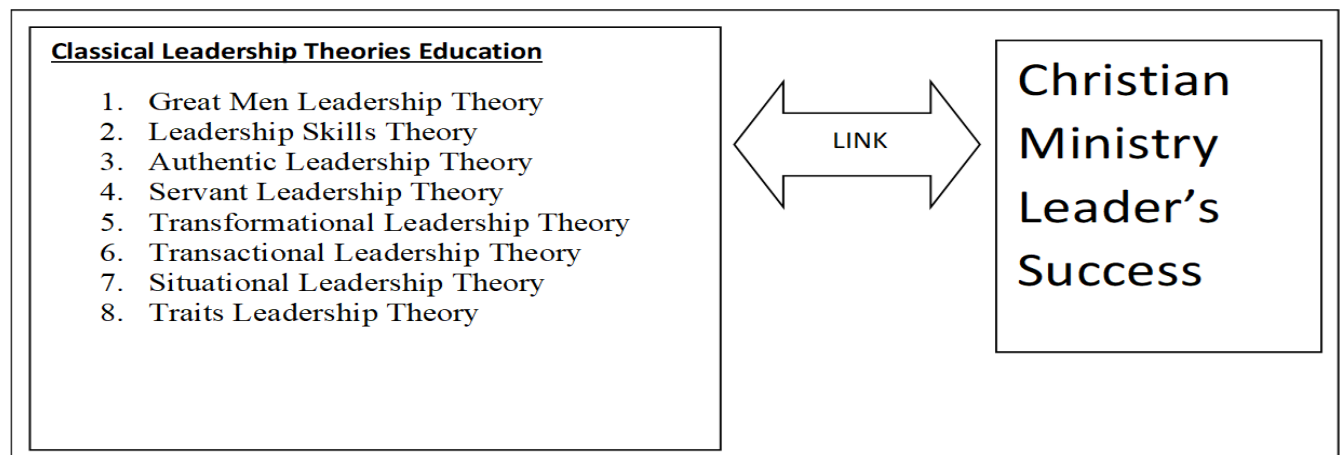 Classical Leadership Theories Education
1. Great Men Leadership Theory
2. Leadership Skills Theory
3. Authentic Leadership Theory
4. Servant Leadership Theory
5. Transformational Leadership Theory
6. Transactional Leadership Theory
7. Situational Leadership Theory
8. Traits Leadership Theory
LINK
Christian
Ministry
Leader’s
Success